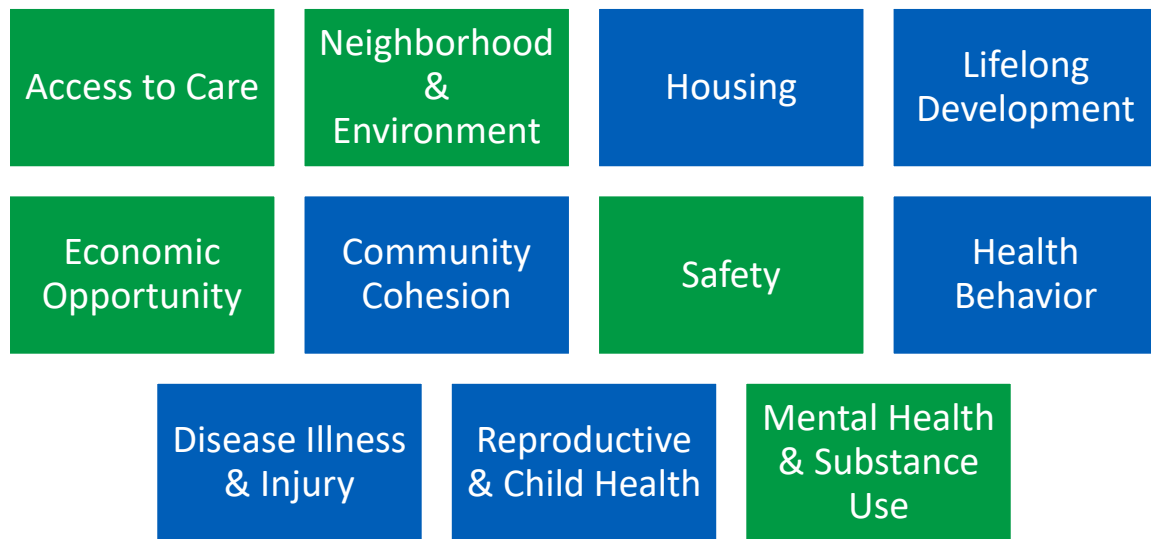 Access to Care
Neighborhood
&
Environment
Housing
Lifelong
Development
Economic
Opportunity
Community
Cohesion
Safety
Health
Behavior
Disease Illness
& Injury
Reproductive
& Child Health
Mental Health
& Substance
Use